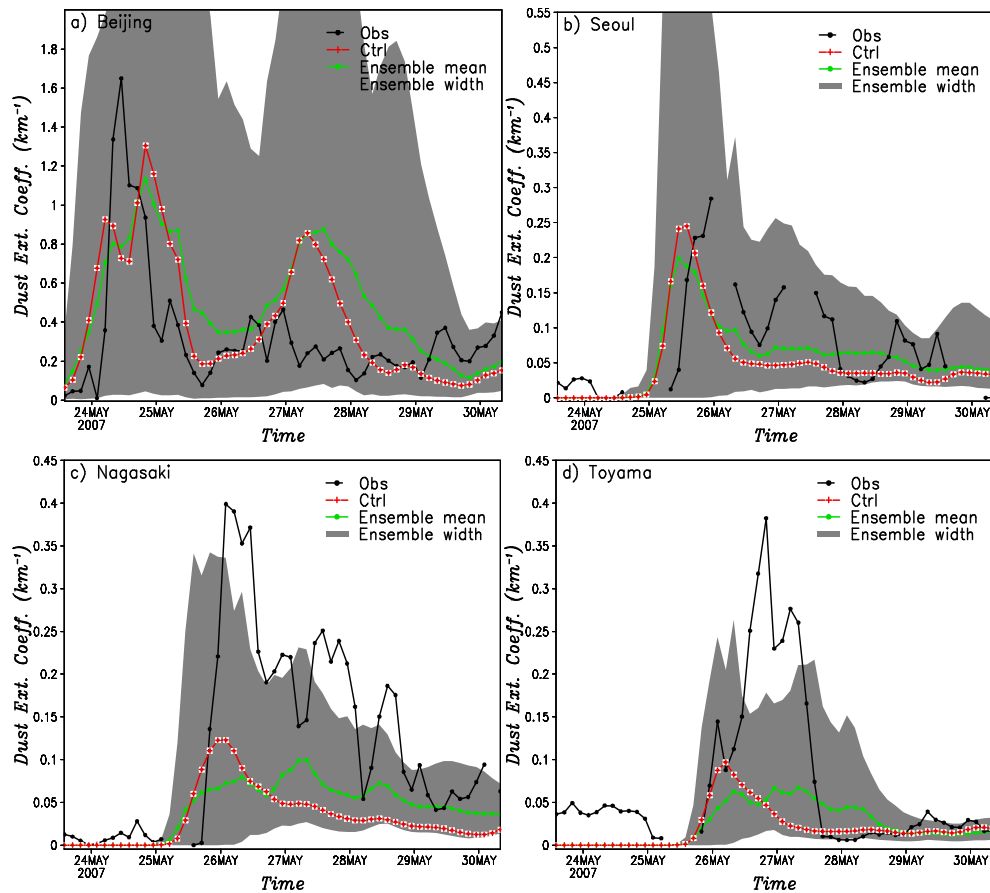 a) Beijing
Obs
Ctrl
Ensemble mean
Ensemble width
Dust Ext. Coeff. (km⁻¹)
1.8
1.6
1.4
1.2
1
0.8
0.6
0.4
0.2
0
24MAY 25MAY 26MAY 27MAY 28MAY 29MAY 30MAY
2007
Time
b) Seoul
Obs
Ctrl
Ensemble mean
Ensemble width
Dust Ext. Coeff. (km⁻¹)
0.55
0.5
0.45
0.4
0.35
0.3
0.25
0.2
0.15
0.1
0.05
0
24MAY 25MAY 26MAY 27MAY 28MAY 29MAY 30MAY
2007
Time
c) Nagasaki
Obs
Ctrl
Ensemble mean
Ensemble width
Dust Ext. Coeff. (km⁻¹)
0.45
0.4
0.35
0.3
0.25
0.2
0.15
0.1
0.05
0
24MAY 25MAY 26MAY 27MAY 28MAY 29MAY 30MAY
2007
Time
d) Toyama
Obs
Ctrl
Ensemble mean
Ensemble width
Dust Ext. Coeff. (km⁻¹)
0.45
0.4
0.35
0.3
0.25
0.2
0.15
0.1
0.05
0
24MAY 25MAY 26MAY 27MAY 28MAY 29MAY 30MAY
2007
Time